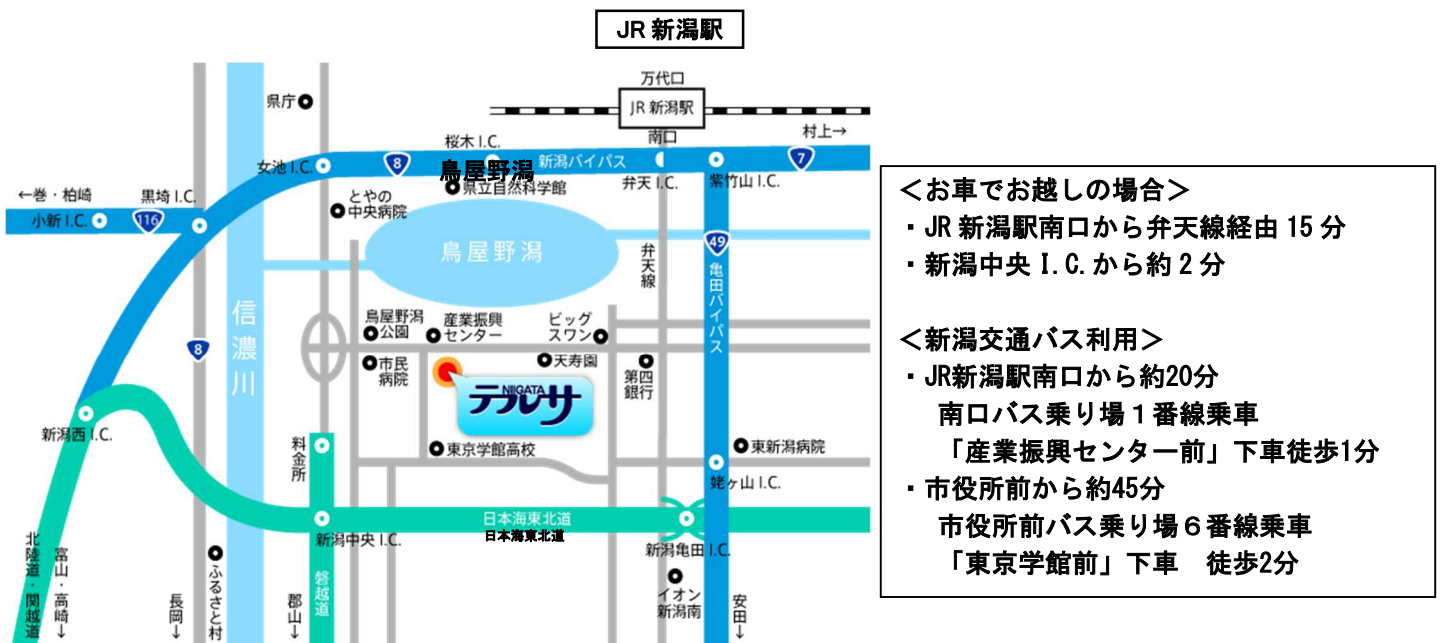 JR 新潟駅
万代口
JR 新潟駅
南口
県庁
村上→
桜木 I.C.
女池 I.C.
8
鳥屋野潟
新潟バイパス
7
弁天 I.C.
紫竹山 I.C.
県立自然科学館
とやの
中央病院
←巻・柏崎
黒埼 I.C.
小新 I.C.
116
鳥屋野潟
弁天線
49
亀田バイパス
信濃川
8
鳥屋野潟
公園
産業振興
センター
ビッグ
スワン
市民
病院
天寿園
第四
銀行
NIIGATA
テルサ
新潟西 I.C.
料金所
東京学館高校
東新潟病院
姥ヶ山 I.C.
日本海東北道
日本海東北道
新潟中央 I.C.
新潟亀田 I.C.
北陸道・関越道
富山・高崎→
長岡→
ふるさと村
郡山→
磐越道
イオン
新潟南
安田→
＜お車でお越しの場合＞
・JR 新潟駅南口から弁天線経由 15 分
・新潟中央 I.C.から約 2 分
＜新潟交通バス利用＞
・JR新潟駅南口から約20分
南口バス乗り場１番線乗車
「産業振興センター前」下車徒歩1分
・市役所前から約45分
市役所前バス乗り場６番線乗車
「東京学館前」下車　徒歩2分